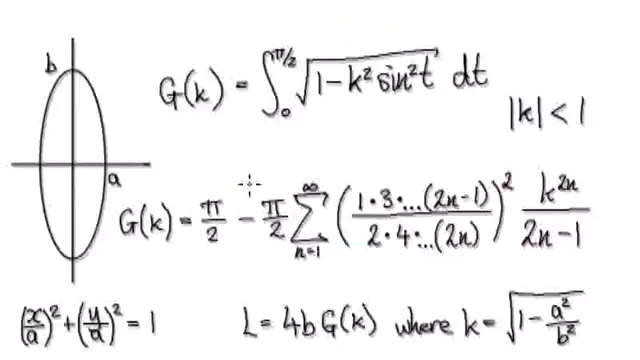 b
G(k) = ∫₀^{π/2} √(1-k² sin²t) dt
|k| < 1
a
G(k) = π/2 - π/2 ∑_{n=1}^{∞} ( 1·3·...(2n-1) / 2·4·...(2n) )² k^{2n} / 2n-1
(x/a)² + (y/a)² = 1
L = 4b G(k) where k = √(1 - a²/b²)